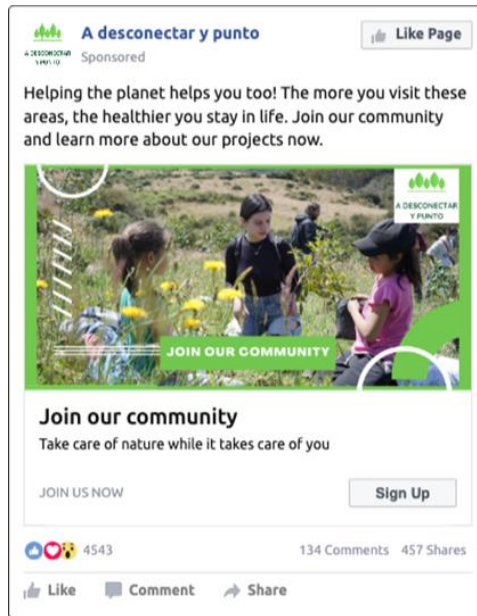 A desconectar y punto
Like Page
A DESCONECTAR
Y PUNTO
Sponsored
Helping the planet helps you too! The more you visit these
areas, the healthier you stay in life. Join our community
and learn more about our projects now.
A DESCONECTAR
Y PUNTO
JOIN OUR COMMUNITY
Join our community
Take care of nature while it takes care of you
JOIN US NOW
Sign Up
4543
134 Comments 457 Shares
Like Comment Share